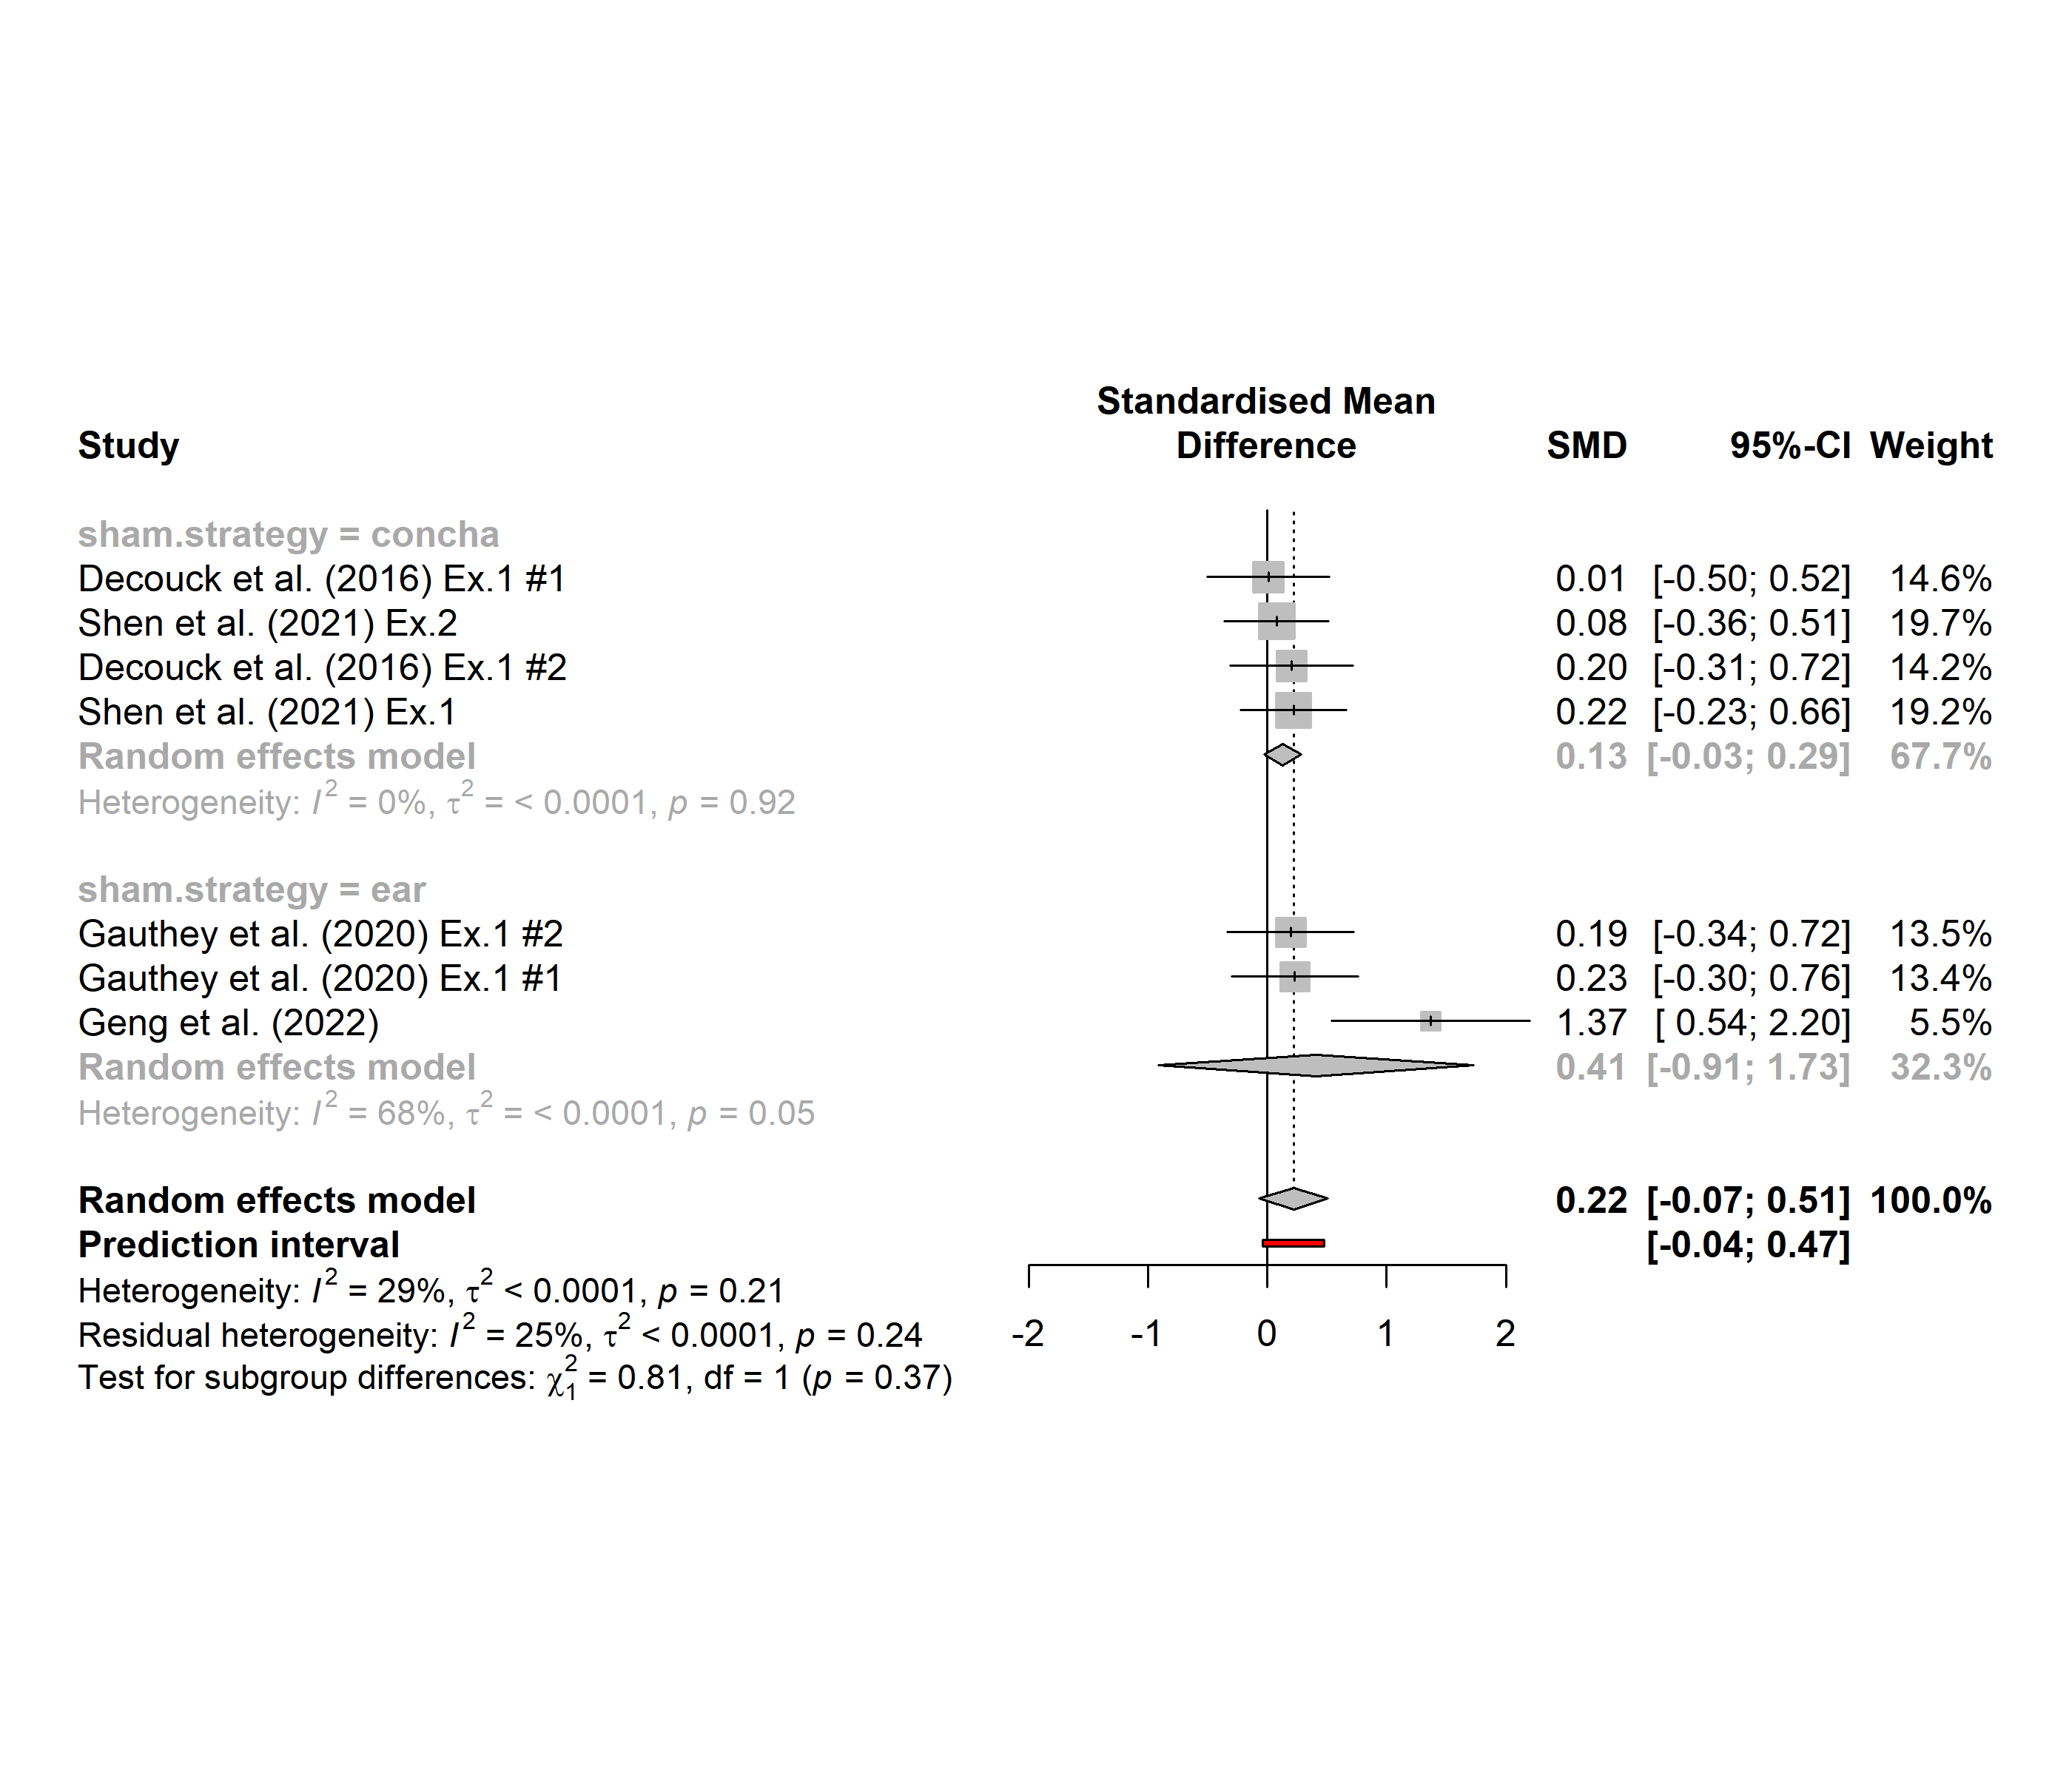 Standardised Mean
Study Difference SMD 95%-CI Weight
sham.strategy = concha
Decouck et al. (2016) Ex.1 #1 0.01 [-0.50; 0.52] 14.6%
Shen et al. (2021) Ex.2 0.08 [-0.36; 0.51] 19.7%
Decouck et al. (2016) Ex.1 #2 0.20 [-0.31; 0.72] 14.2%
Shen et al. (2021) Ex.1 0.22 [-0.23; 0.66] 19.2%
Random effects model 0.13 [-0.03; 0.29] 67.7%
Heterogeneity: I² = 0%, τ² = < 0.0001, p = 0.92
sham.strategy = ear
Gauthey et al. (2020) Ex.1 #2 0.19 [-0.34; 0.72] 13.5%
Gauthey et al. (2020) Ex.1 #1 0.23 [-0.30; 0.76] 13.4%
Geng et al. (2022) 1.37 [ 0.54; 2.20] 5.5%
Random effects model 0.41 [-0.91; 1.73] 32.3%
Heterogeneity: I² = 68%, τ² = < 0.0001, p = 0.05
Random effects model 0.22 [-0.07; 0.51] 100.0%
Prediction interval [-0.04; 0.47]
Heterogeneity: I² = 29%, τ² < 0.0001, p = 0.21
Residual heterogeneity: I² = 25%, τ² < 0.0001, p = 0.24
-2 -1 0 1 2
Test for subgroup differences: χ²₁ = 0.81, df = 1 (p = 0.37)